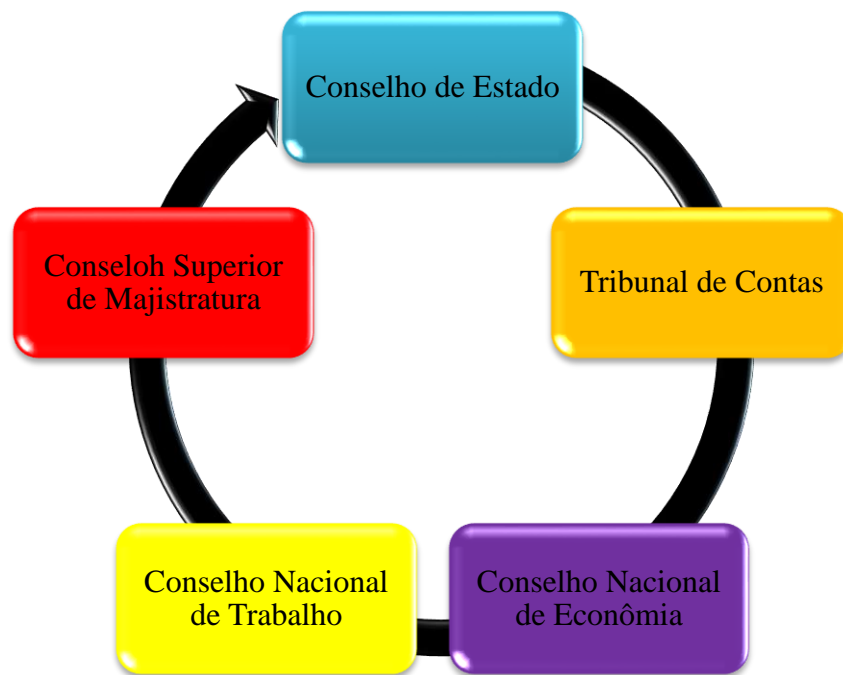 Conselho de Estado
Tribunal de Contas
Conselho Nacional
de Econômia
Conselho Nacional
de Trabalho
Conseloh Superior
de Majistratura